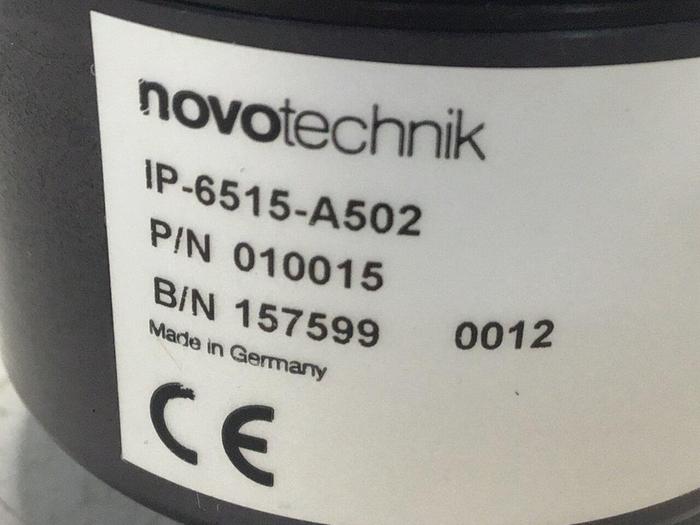 novotechnik
IP-6515-A502
P/N 010015
B/N 157599 0012
Made in Germany
CE